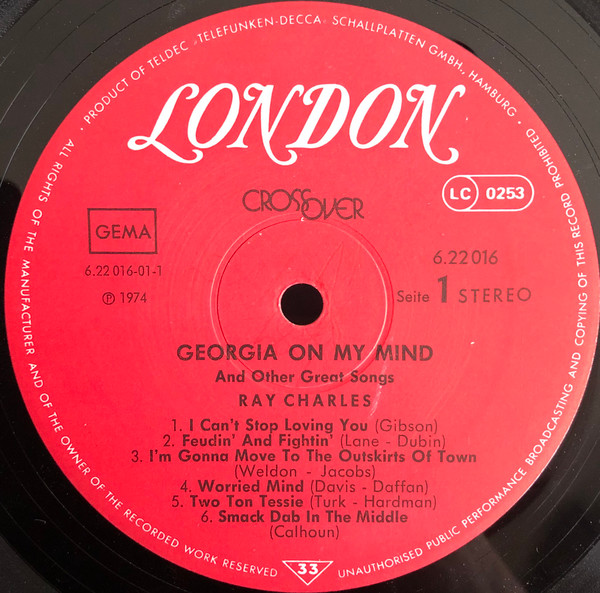 · PRODUCT OF TELDEC „TELEFUNKEN-DECCA" SCHALLPLATTEN GMBH, HAMBURG ·
LONDON
CROSSOVER
LC 0253
GEMA
6.22 016-01-1
℗ 1974
6.22016
Seite 1 STEREO
GEORGIA ON MY MIND
And Other Great Songs
RAY CHARLES
1. I Can't Stop Loving You (Gibson)
2. Feudin' And Fightin' (Lane - Dubin)
3. I'm Gonna Move To The Outskirts Of Town
(Weldon - Jacobs)
4. Worried Mind (Davis - Daffan)
5. Two Ton Tessie (Turk - Hardman)
6. Smack Dab In The Middle
(Calhoun)
33
ALL RIGHTS OF THE MANUFACTURER AND OF THE OWNER OF THE RECORDED WORK RESERVED
UNAUTHORISED PUBLIC PERFORMANCE BROADCASTING AND COPYING OF THIS RECORD PROHIBITED